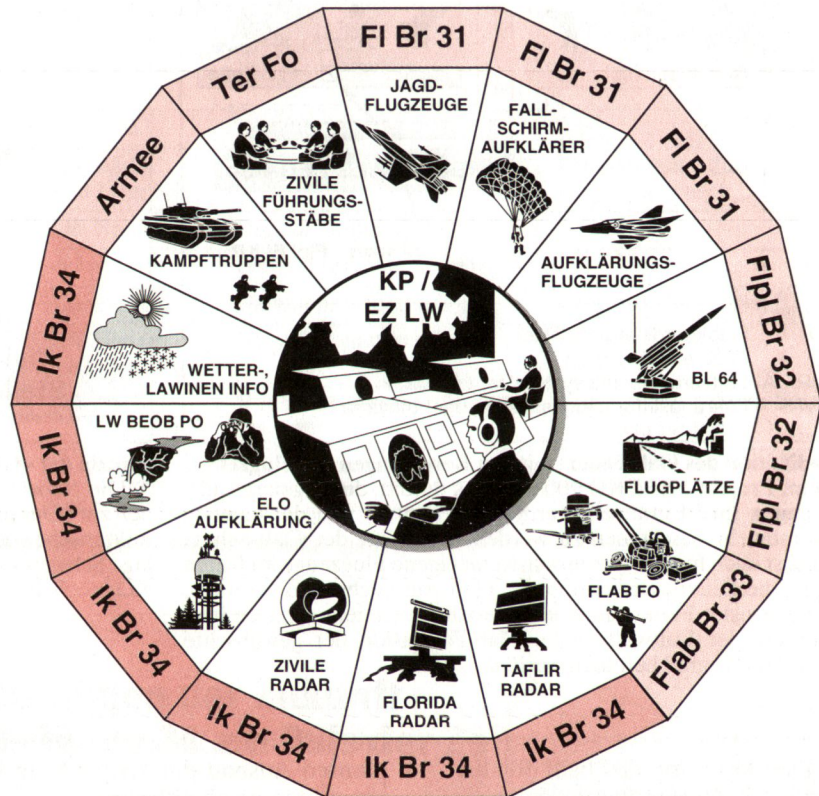 Fl Br 31
Fl Br 31
Fl Br 31
Flpl Br 32
Flpl Br 32
Flab Br 33
Ik Br 34
Ik Br 34
Ik Br 34
Ik Br 34
Ik Br 34
Ik Br 34
Armee
Ter Fo
JAGD-
FLUGZEUGE
FALL-
SCHIRM-
AUFKLÄRER
AUFKLÄRUNGS-
FLUGZEUGE
BL 64
FLUGPLÄTZE
FLAB FO
TAFLIR
RADAR
FLORIDA
RADAR
ZIVILE
RADAR
ELO
AUFKLÄRUNG
LW BEOB PO
WETTER-,
LAWINEN INFO
KAMPFTRUPPEN
ZIVILE
FÜHRUNGS-
STÄBE
KP /
EZ LW